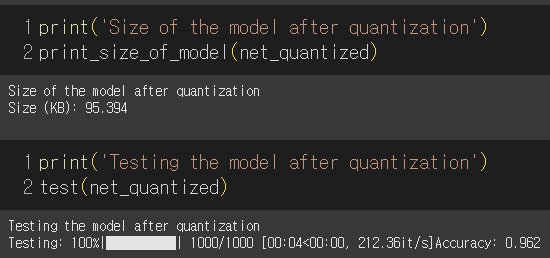 1 print('Size of the model after quantization')
2 print_size_of_model(net_quantized)
Size of the model after quantization
Size (KB): 95.394
1 print('Testing the model after quantization')
2 test(net_quantized)
Testing the model after quantization
Testing: 100%|██████████| 1000/1000 [00:04<00:00, 212.36it/s]Accuracy: 0.962